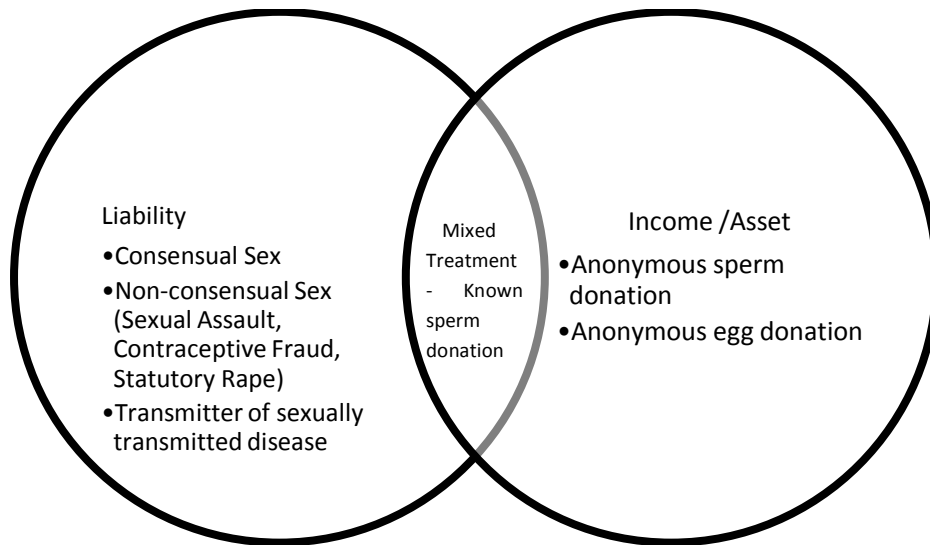 Liability
•Consensual Sex
•Non-consensual Sex
(Sexual Assault,
Contraceptive Fraud,
Statutory Rape)
•Transmitter of sexually
transmitted disease
Mixed
Treatment
- Known
sperm
donation
Income /Asset
•Anonymous sperm
donation
•Anonymous egg donation